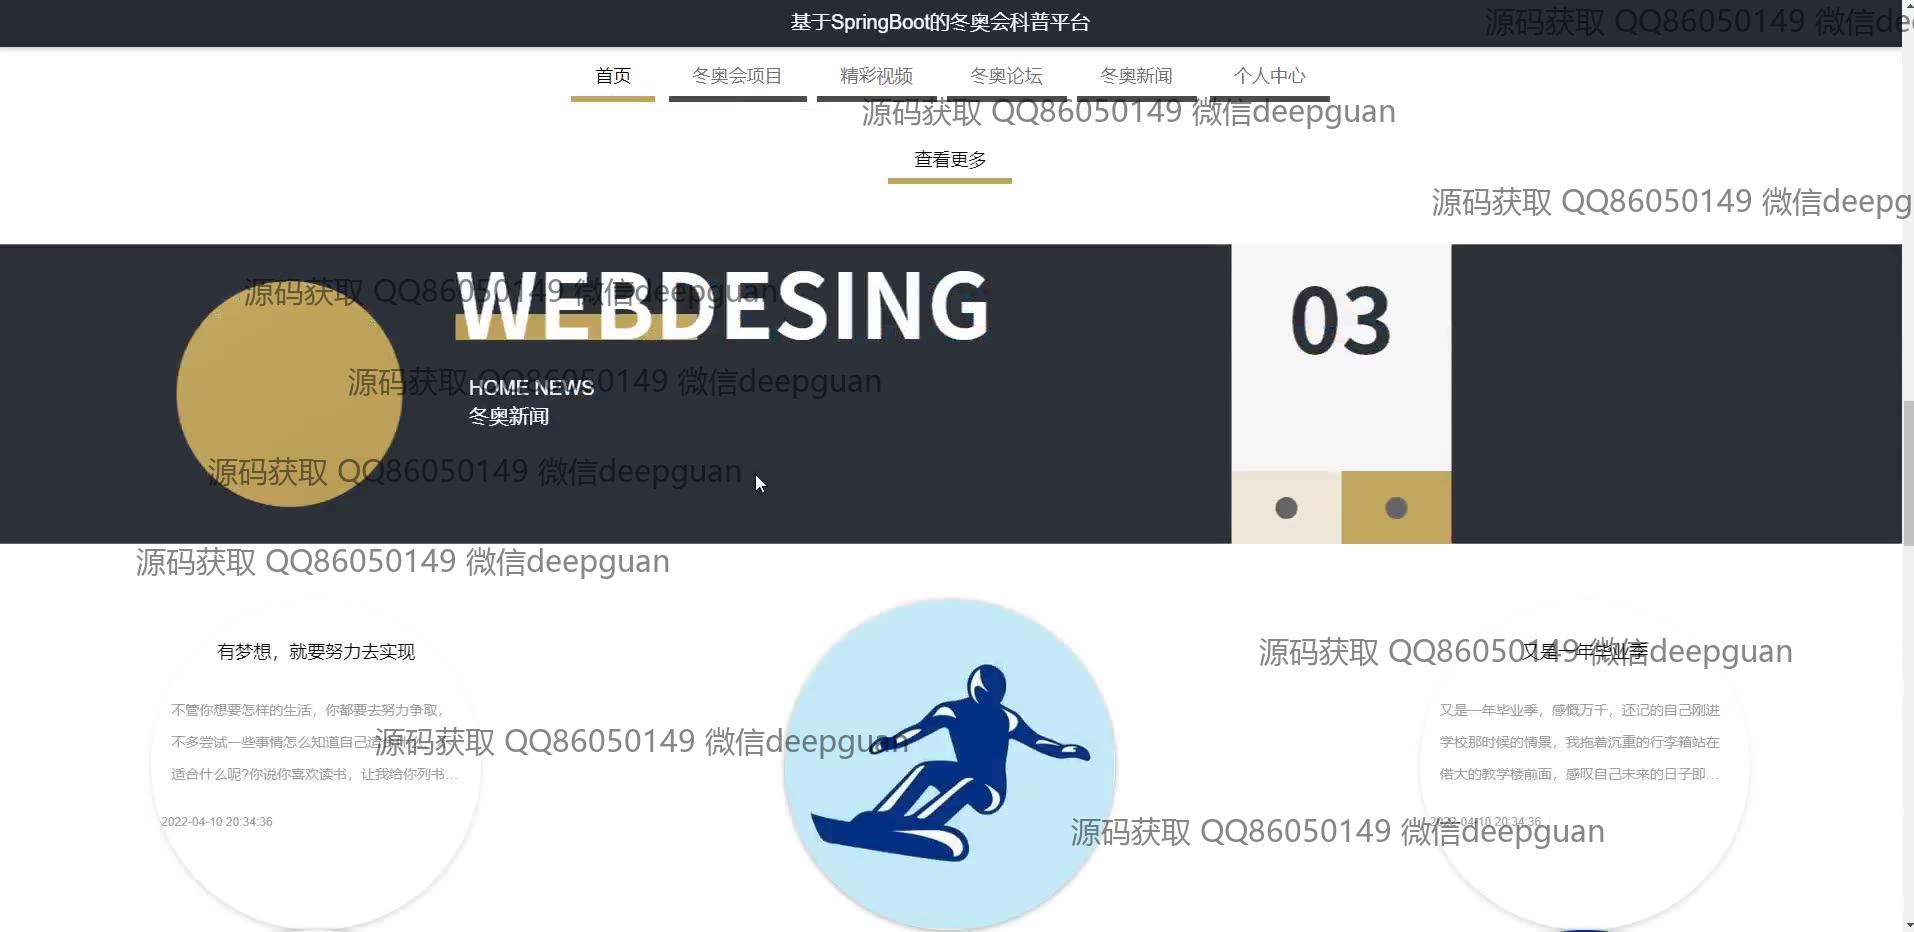 基于SpringBoot的冬奥会科普平台
源码获取 QQ86050149 微信dee
首页 冬奥会项目 精彩视频 冬奥论坛 冬奥新闻 个人中心
源码获取 QQ86050149 微信deepguan
查看更多
源码获取 QQ86050149 微信deepg
源码获取 QQ86050149 微信deepguan
WEBDESING
03
源码获取 QQ86050149 微信deepguan
HOME NEWS
冬奥新闻
源码获取 QQ86050149 微信deepguan
源码获取 QQ86050149 微信deepguan
有梦想，就要努力去实现
不管你想要怎样的生活，你都要去努力争取，
不多尝试一些事情怎么知道自己适合
适合什么呢?你说你喜欢读书，让我给你列书...
2022-04-10 20:34:36
源码获取 QQ86050149 微信deepguan
源码获取 QQ86050149 微信deepguan
又是一年毕业季
又是一年毕业季，感慨万千，还记的自己刚进
学校那时候的情景，我拖着沉重的行李箱站在
偌大的教学楼前面，感叹自己未来的日子即...
2022-04-10 20:34:36
源码获取 QQ86050149 微信deepguan